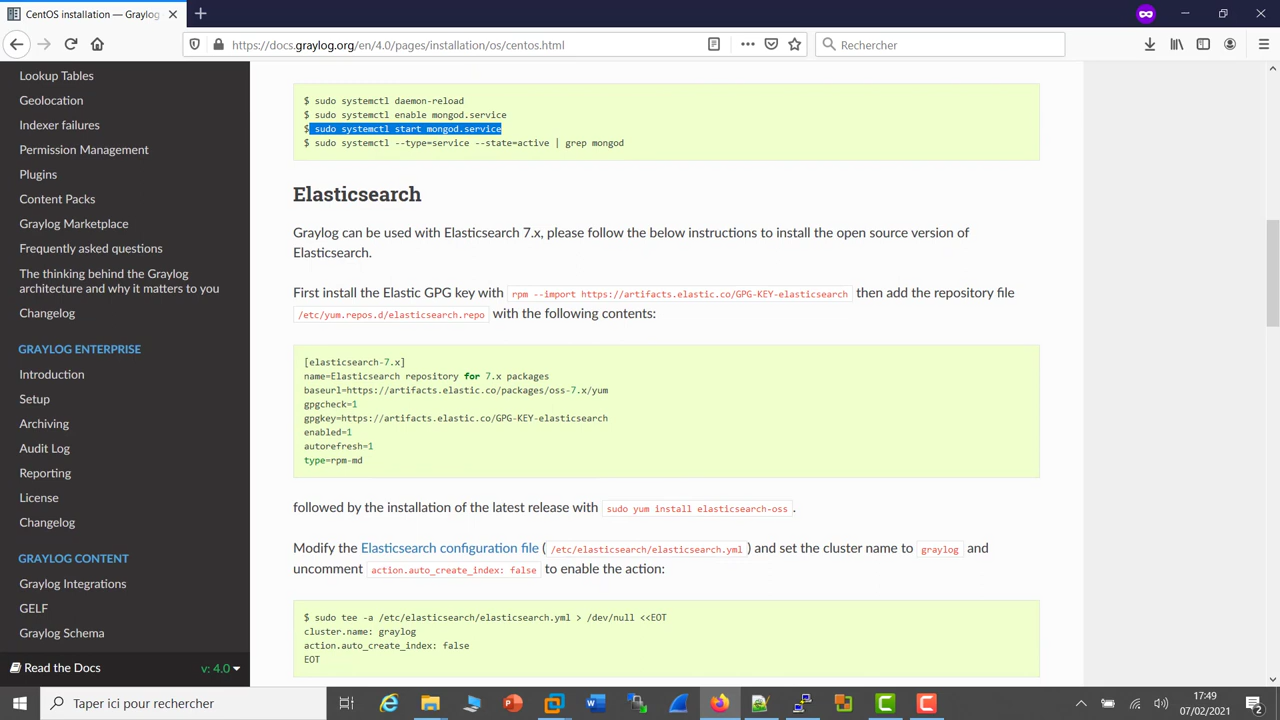 CentOS installation — Graylog
https://docs.graylog.org/en/4.0/pages/installation/os/centos.html
Rechercher
Lookup Tables
Geolocation
Indexer failures
Permission Management
Plugins
Content Packs
Graylog Marketplace
Frequently asked questions
The thinking behind the Graylog
architecture and why it matters to you
Changelog
GRAYLOG ENTERPRISE
Introduction
Setup
Archiving
Audit Log
Reporting
License
Changelog
GRAYLOG CONTENT
Graylog Integrations
GELF
Graylog Schema
Read the Docs
v: 4.0
$ sudo systemctl daemon-reload
$ sudo systemctl enable mongod.service
$ sudo systemctl start mongod.service
$ sudo systemctl --type=service --state=active | grep mongod
Elasticsearch
Graylog can be used with Elasticsearch 7.x, please follow the below instructions to install the open source version of
Elasticsearch.
First install the Elastic GPG key with rpm --import https://artifacts.elastic.co/GPG-KEY-elasticsearch then add the repository file
/etc/yum.repos.d/elasticsearch.repo with the following contents:
[elasticsearch-7.x]
name=Elasticsearch repository for 7.x packages
baseurl=https://artifacts.elastic.co/packages/oss-7.x/yum
gpgcheck=1
gpgkey=https://artifacts.elastic.co/GPG-KEY-elasticsearch
enabled=1
autorefresh=1
type=rpm-md
followed by the installation of the latest release with sudo yum install elasticsearch-oss.
Modify the Elasticsearch configuration file (/etc/elasticsearch/elasticsearch.yml) and set the cluster name to graylog and
uncomment action.auto_create_index: false to enable the action:
$ sudo tee -a /etc/elasticsearch/elasticsearch.yml > /dev/null <<EOT
cluster.name: graylog
action.auto_create_index: false
EOT
Taper ici pour rechercher
17:49
07/02/2021
2